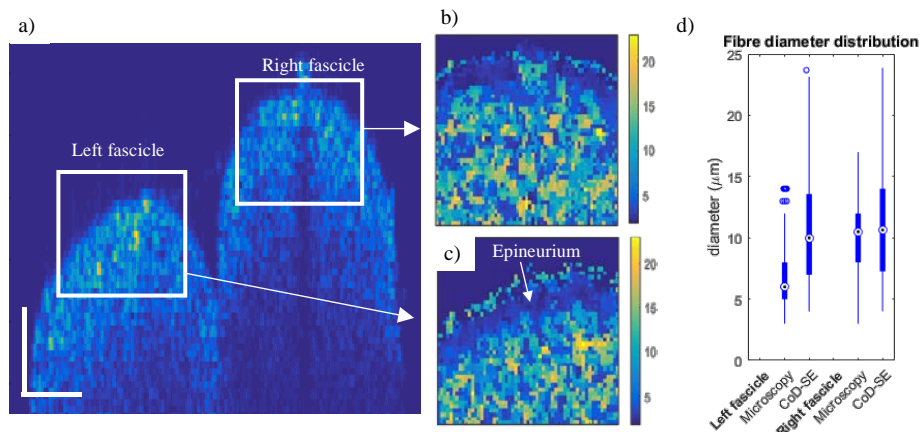 a)
Right fascicle
Left fascicle
b)
20
15
10
5
c)
Epineurium
20
15
10
5
d)
Fibre diameter distribution
25
20
15
10
5
0
diameter (μm)
Left fascicle
Microscopy
CoD-SE
Right fascicle
Microscopy
CoD-SE